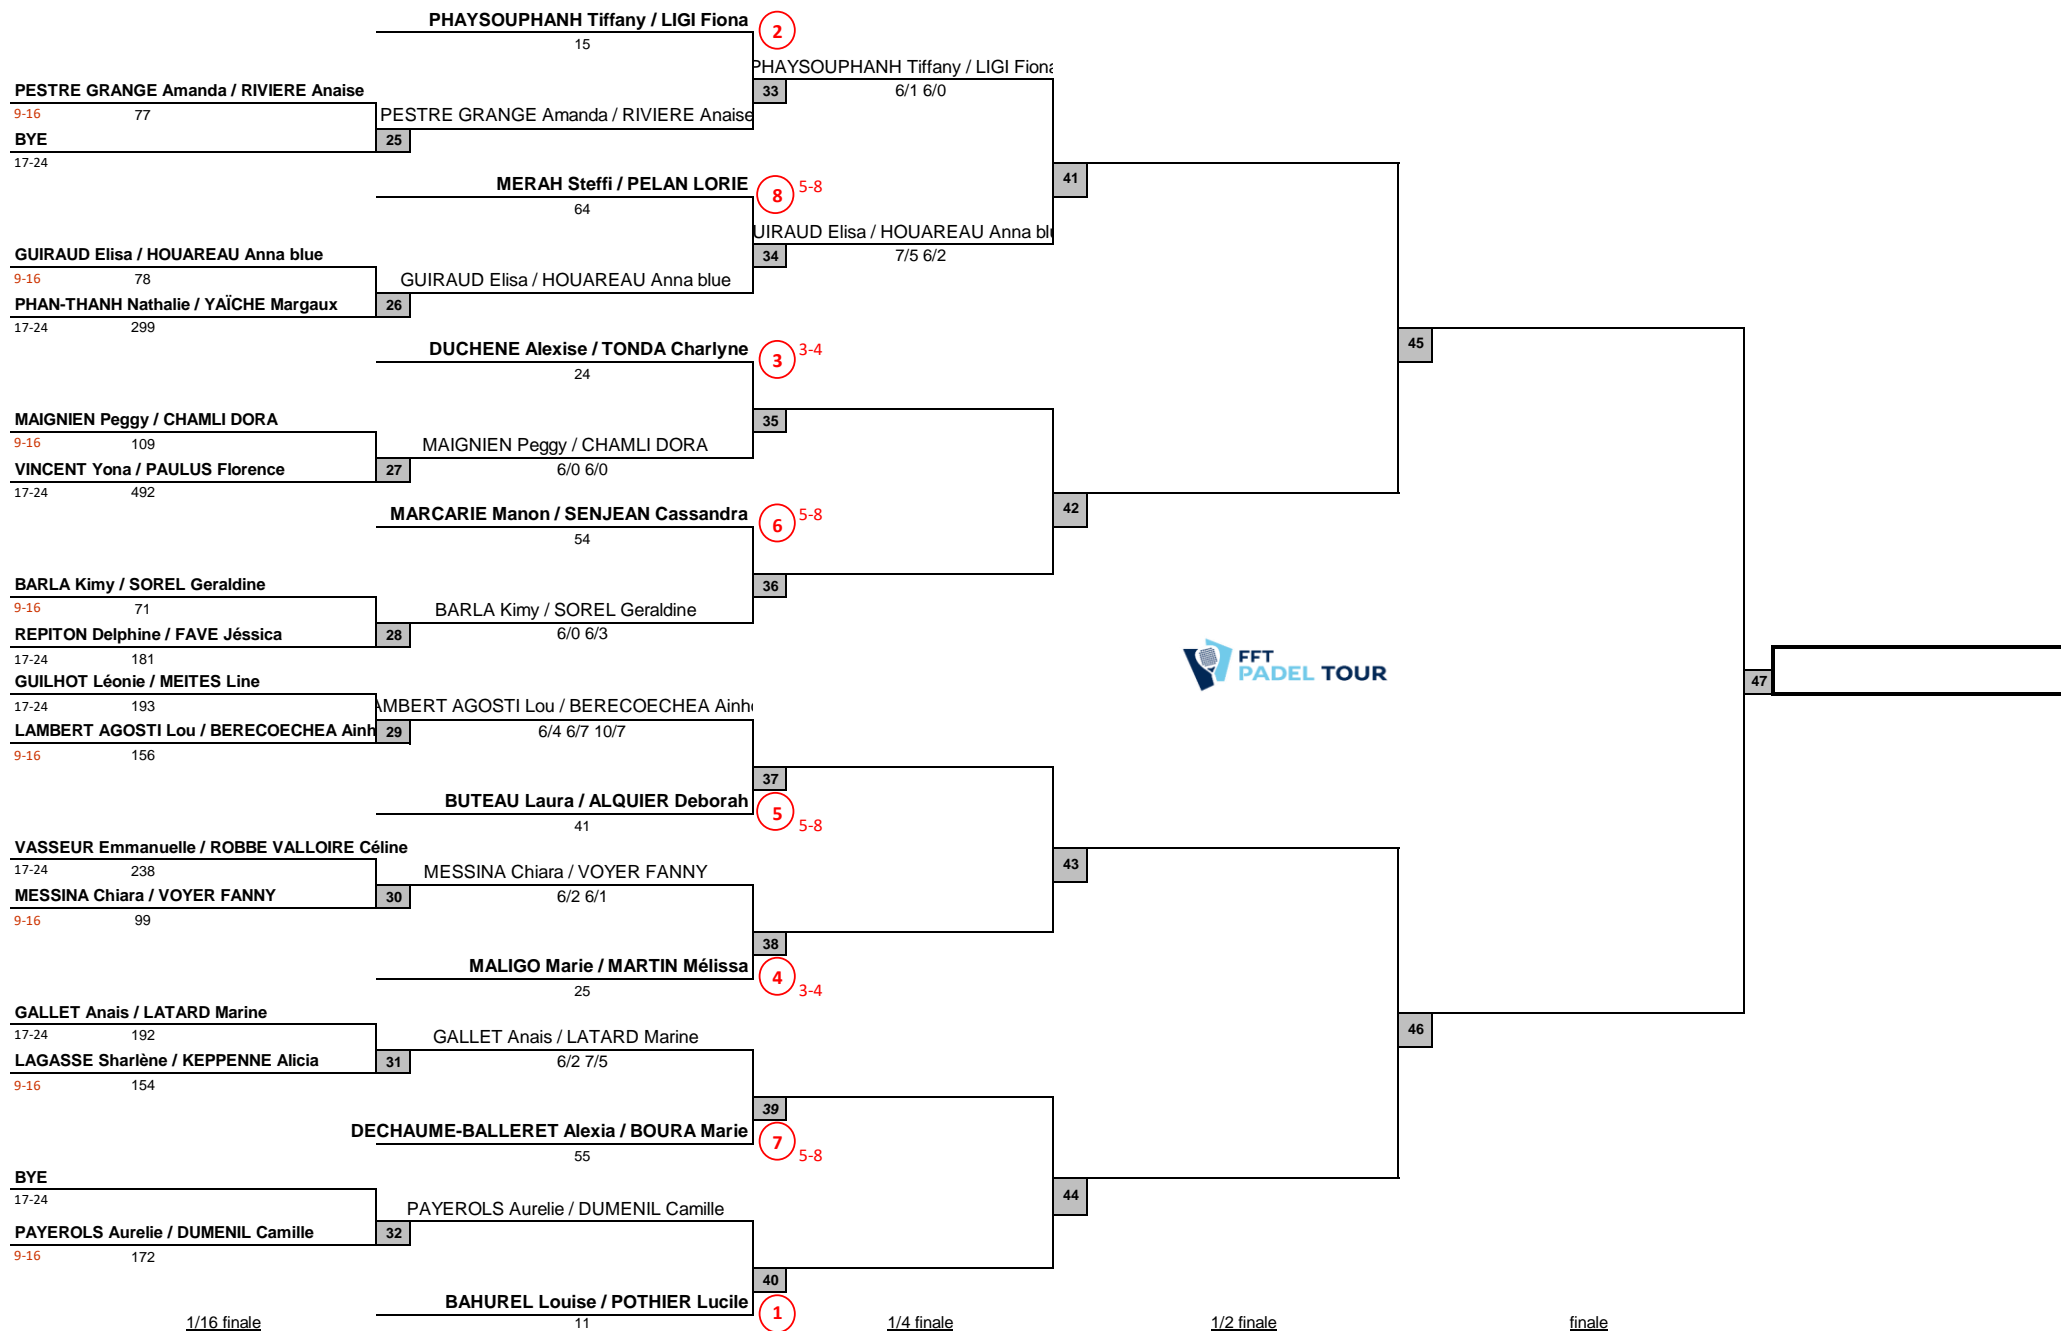 PHAYSOUPHANH Tiffany / LIGI Fiona
2
15
PHAYSOUPHANH Tiffany / LIGI Fiona
PESTRE GRANGE Amanda / RIVIERE Anaise
33
6/1 6/0
9-16
77
PESTRE GRANGE Amanda / RIVIERE Anaise
BYE
25
17-24
MERAH Steffi / PELAN LORIE
8
5-8
41
64
GUIRAUD Elisa / HOUAREAU Anna blue
UIRAUD Elisa / HOUAREAU Anna bl
34
7/5 6/2
9-16
78
GUIRAUD Elisa / HOUAREAU Anna blue
PHAN-THANH Nathalie / YAÏCHE Margaux
26
17-24
299
DUCHENE Alexise / TONDA Charlyne
3
3-4
45
24
MAIGNIEN Peggy / CHAMLI DORA
35
9-16
109
MAIGNIEN Peggy / CHAMLI DORA
VINCENT Yona / PAULUS Florence
27
6/0 6/0
17-24
492
MARCARIE Manon / SENJEAN Cassandra
6
5-8
42
54
BARLA Kimy / SOREL Geraldine
36
9-16
71
BARLA Kimy / SOREL Geraldine
REPITON Delphine / FAVE Jéssica
28
6/0 6/3
17-24
181
FFT
PADEL TOUR
GUILHOT Léonie / MEITES Line
47
17-24
193
AMBERT AGOSTI Lou / BERECOECHEA Ainh
LAMBERT AGOSTI Lou / BERECOECHEA Ainh
29
6/4 6/7 10/7
9-16
156
37
BUTEAU Laura / ALQUIER Deborah
5
5-8
41
VASSEUR Emmanuelle / ROBBE VALLOIRE Céline
43
17-24
238
MESSINA Chiara / VOYER FANNY
MESSINA Chiara / VOYER FANNY
30
6/2 6/1
9-16
99
38
MALIGO Marie / MARTIN Mélissa
4
3-4
25
GALLET Anais / LATARD Marine
46
17-24
192
GALLET Anais / LATARD Marine
LAGASSE Sharlène / KEPPENNE Alicia
31
6/2 7/5
9-16
154
39
DECHAUME-BALLERET Alexia / BOURA Marie
7
5-8
55
BYE
44
17-24
PAYEROLS Aurelie / DUMENIL Camille
PAYEROLS Aurelie / DUMENIL Camille
32
9-16
172
40
BAHUREL Louise / POTHIER Lucile
1
11
1/16 finale
1/4 finale
1/2 finale
finale